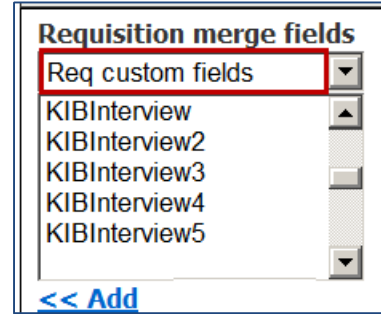 Requisition merge fields
Req custom fields
KIBInterview
KIBInterview2
KIBInterview3
KIBInterview4
KIBInterview5
<< Add